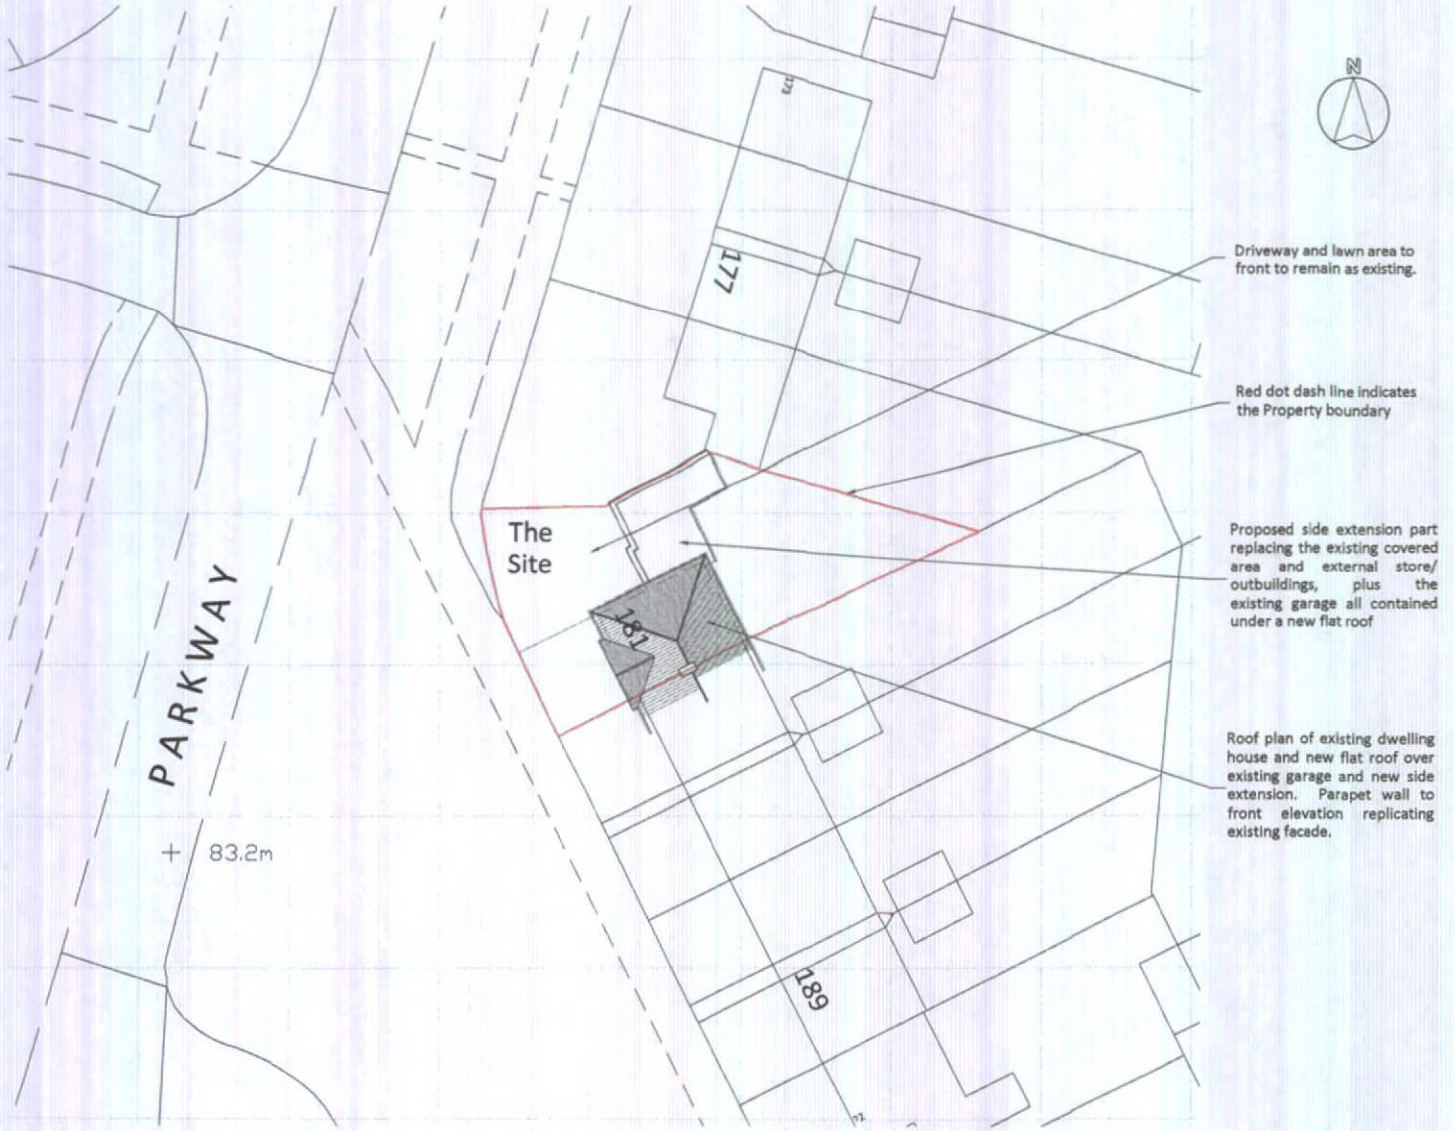 N
173
177
Driveway and lawn area to
front to remain as existing.
Red dot dash line indicates
the Property boundary
The
Site
Proposed side extension part
replacing the existing covered
area and external store/
outbuildings, plus the
existing garage all contained
under a new flat roof
181
PARKWAY
Roof plan of existing dwelling
house and new flat roof over
existing garage and new side
extension. Parapet wall to
front elevation replicating
existing facade.
83.2m
189